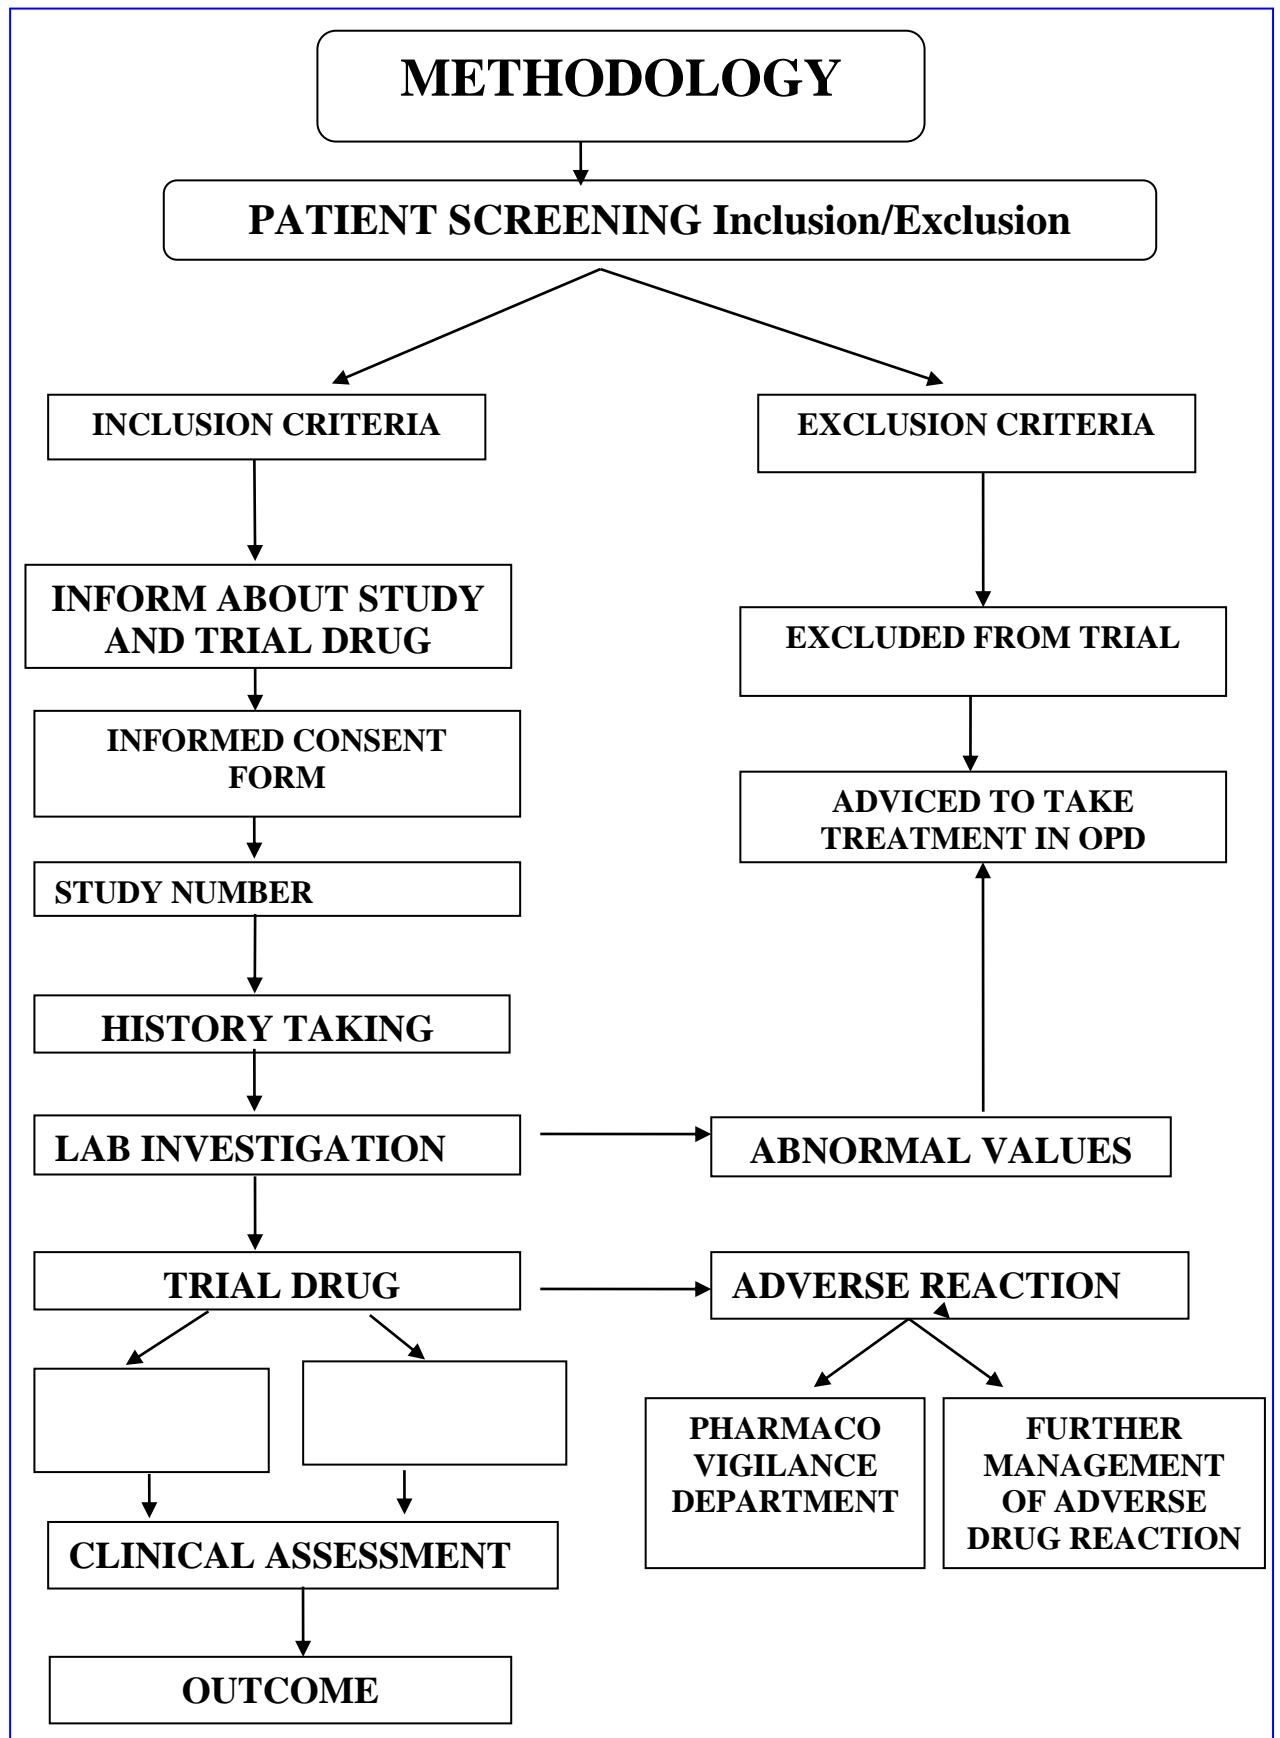 METHODOLOGY
PATIENT SCREENING Inclusion/Exclusion
INCLUSION CRITERIA
EXCLUSION CRITERIA
INFORM ABOUT STUDY
AND TRIAL DRUG
EXCLUDED FROM TRIAL
INFORMED CONSENT
FORM
ADVICED TO TAKE
TREATMENT IN OPD
STUDY NUMBER
HISTORY TAKING
LAB INVESTIGATION
ABNORMAL VALUES
TRIAL DRUG
ADVERSE REACTION
PHARMACO
VIGILANCE
DEPARTMENT
FURTHER
MANAGEMENT
OF ADVERSE
DRUG REACTION
CLINICAL ASSESSMENT
OUTCOME